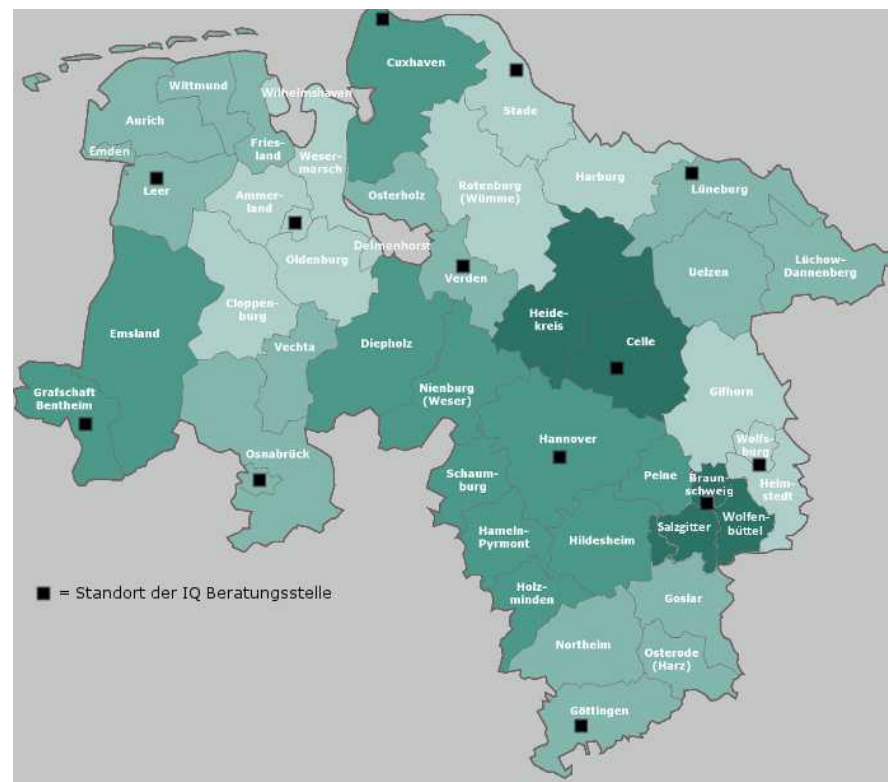 Cuxhaven
Wittmund
Wilhelmshaven
Stade
Aurich
Emden
Fries-
land
Weser-
marsch
Leer
Ammer-
land
Osterholz
Rotenburg
(Wümme)
Harburg
Lüneburg
Delmenhorst
Oldenburg
Verden
Uelzen
Lüchow-
Dannenberg
Cloppen-
burg
Heide-
kreis
Emsland
Vechta
Diepholz
Celle
Grafschaft
Bentheim
Nienburg
(Weser)
Gifhorn
Hannover
Wolfs-
burg
Osnabrück
Schaum-
burg
Peine
Braun-
schweig
Helm-
stedt
Hameln-
Pyrmont
Hildesheim
Salzgitter
Wolfen-
büttel
= Standort der IQ Beratungsstelle
Holz-
minden
Goslar
Northeim
Osterode
(Harz)
Göttingen